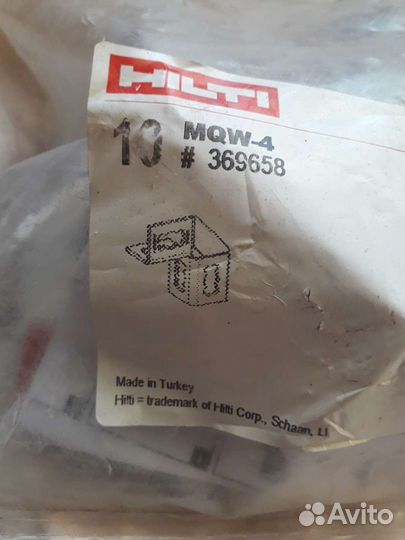 HILTI
10 MQW-4
# 369658
Made in Turkey
Hilti = trademark of Hilti Corp., Schaan, LI
Avito